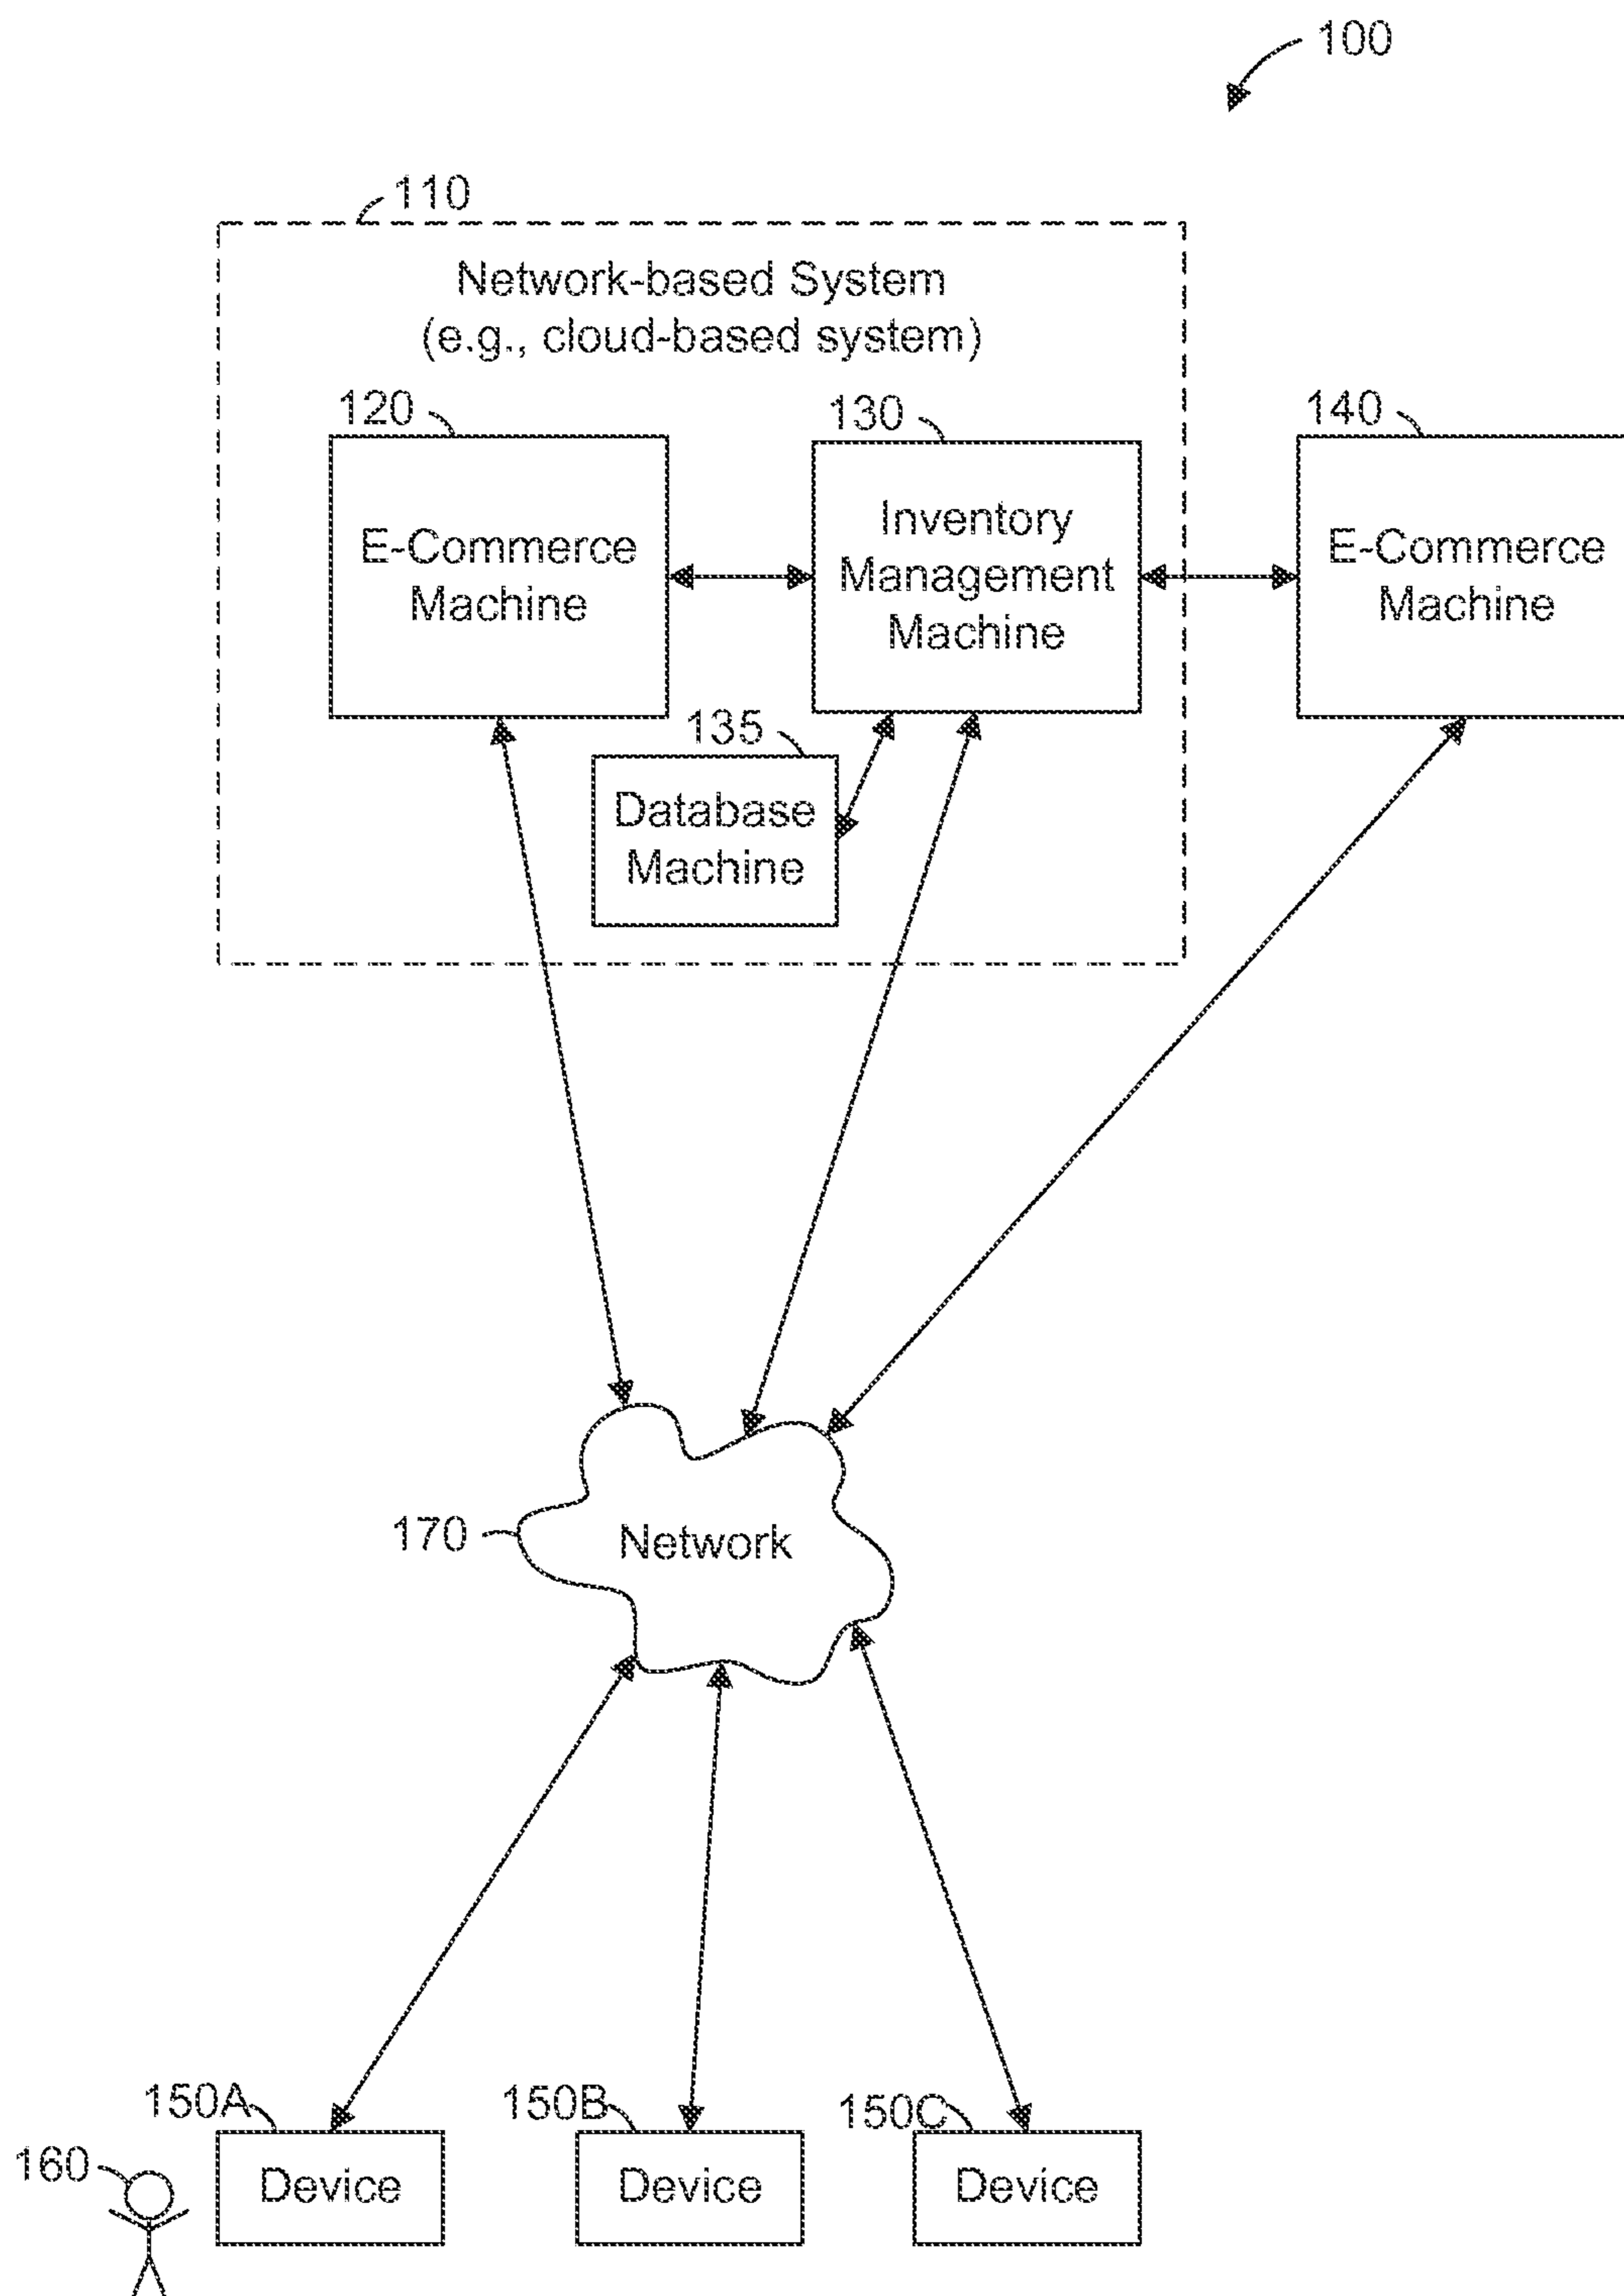 100
110
Network-based System
(e.g., cloud-based system)
120
130
140
E-Commerce
Machine
Inventory
Management
Machine
E-Commerce
Machine
135
Database
Machine
170
Network
150A
150B
150C
160
Device
Device
Device